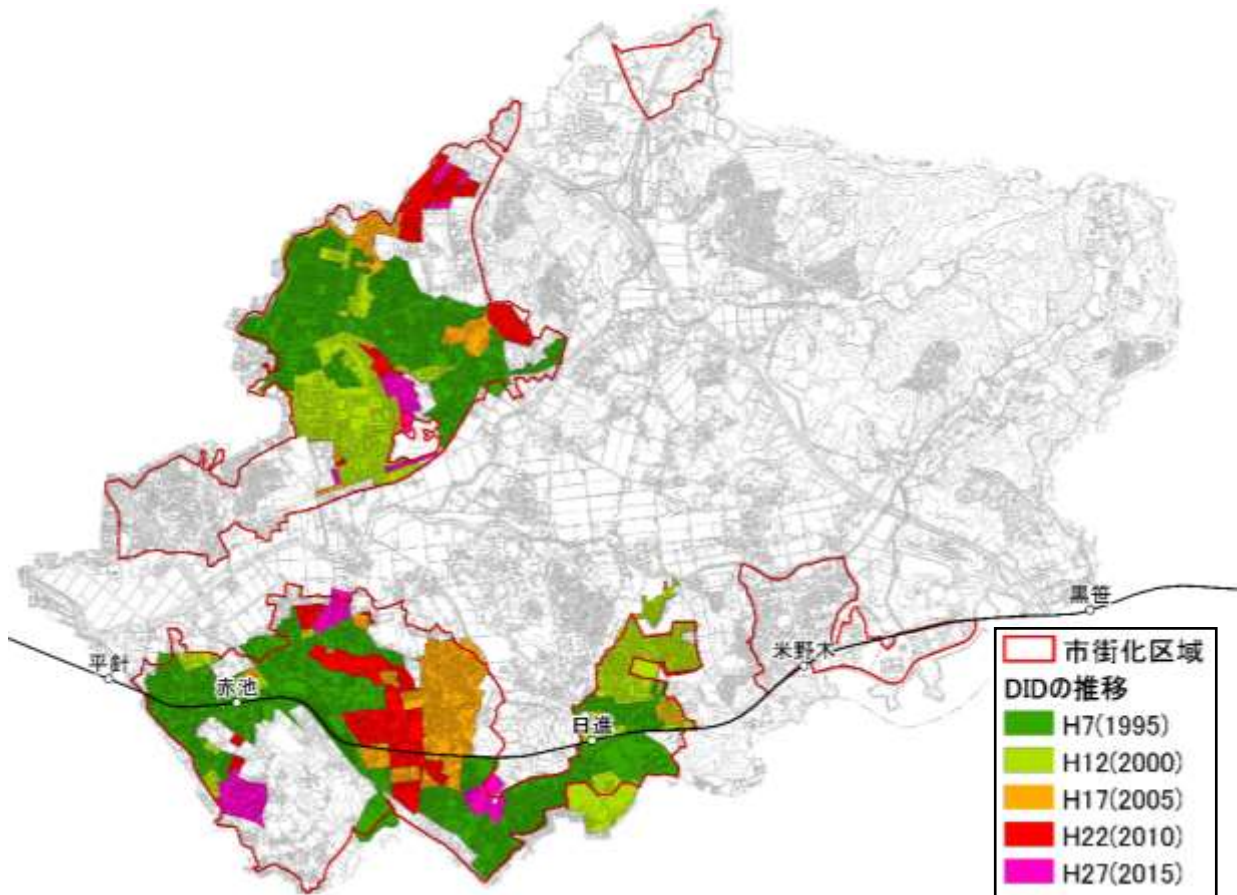 平針
赤池
日進
米野木
黒笹
市街化区域
DIDの推移
H7(1995)
H12(2000)
H17(2005)
H22(2010)
H27(2015)